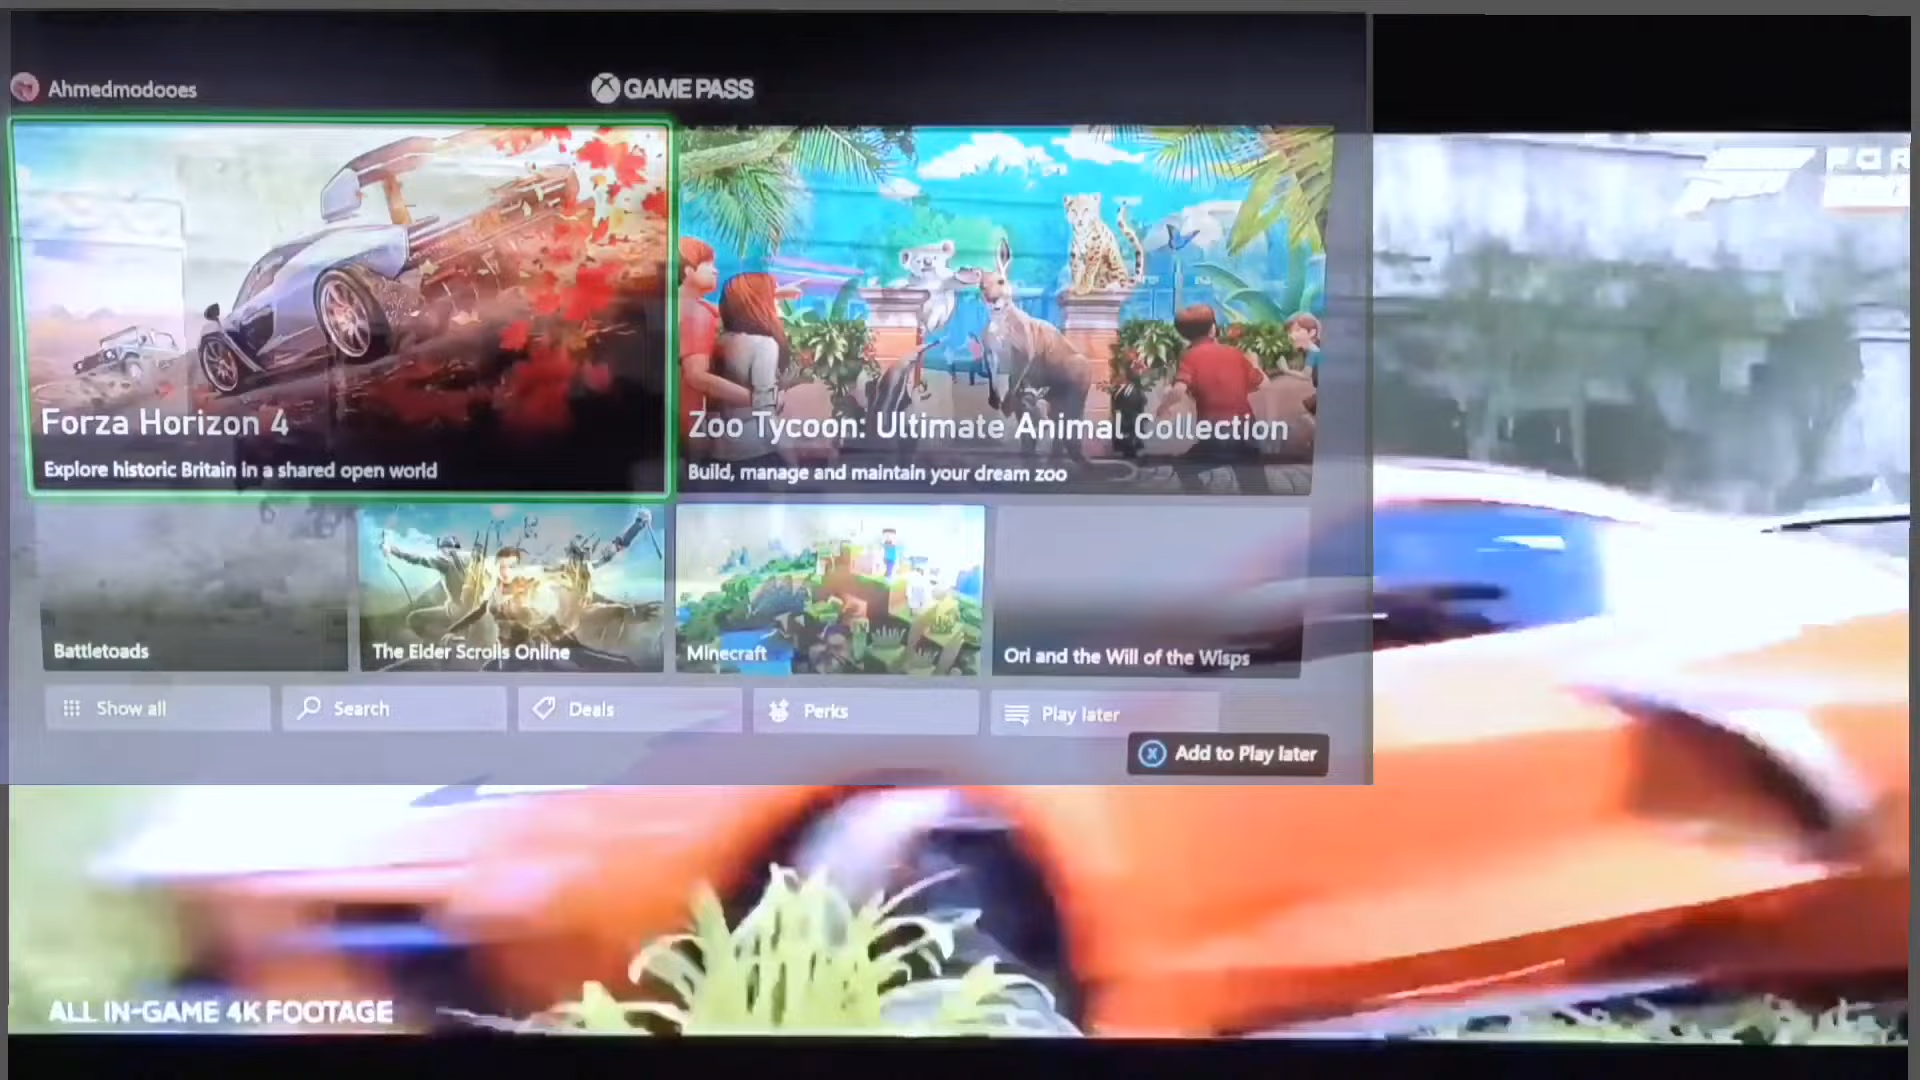 Ahmedmodooes
GAME PASS
Forza Horizon 4
Explore historic Britain in a shared open world
Zoo Tycoon: Ultimate Animal Collection
Build, manage and maintain your dream zoo
Battletoads
The Elder Scrolls Online
Minecraft
Ori and the Will of the Wisps
Show all
Search
Deals
Perks
Play later
X Add to Play later
ALL IN-GAME 4K FOOTAGE